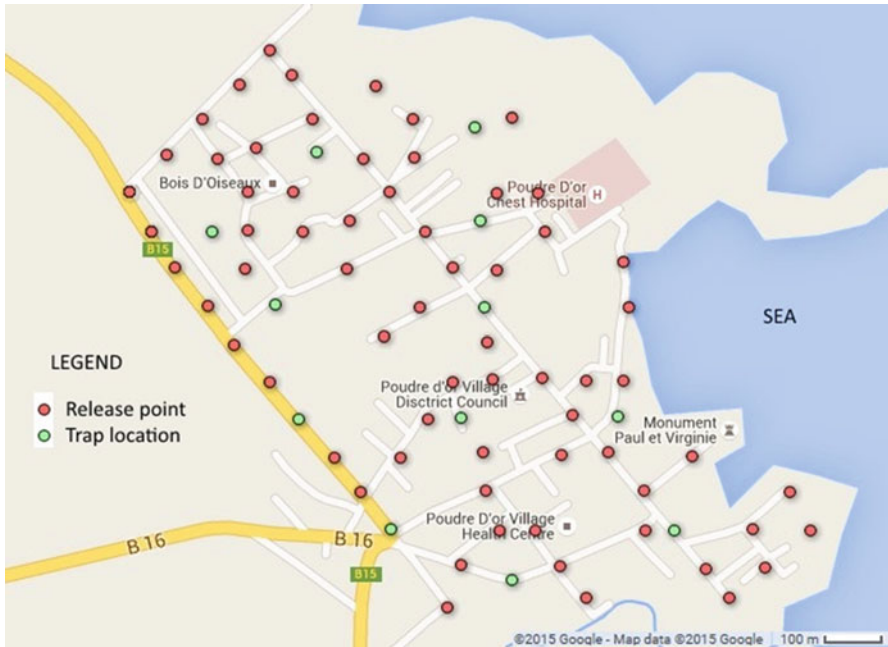 Bois D'Oiseaux
Poudre D'or
Chest Hospital
H
B15
SEA
LEGEND
Release point
Trap location
Poudre d'or Village
Disctrict Council
Monument
Paul et Virginie
B 16
B 16
Poudre D'or Village
Health Centre
B15
©2015 Google - Map data ©2015 Google
100 m